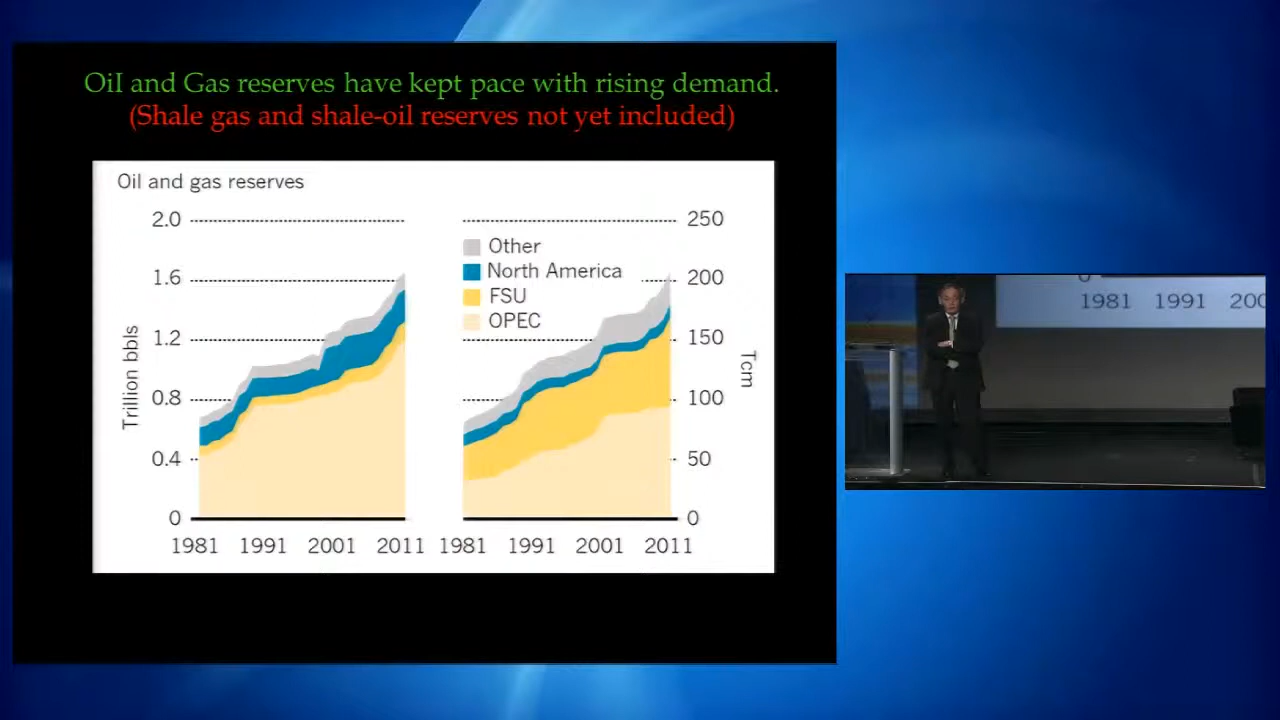 Oil and Gas reserves have kept pace with rising demand.
(Shale gas and shale-oil reserves not yet included)
Oil and gas reserves
2.0
1.6
1.2
0.8
0.4
0
Trillion bbls
1981 1991 2001 2011
Other
North America
FSU
OPEC
250
200
150
100
50
0
Tcm
1981 1991 2001 2011
0
1981 1991 200